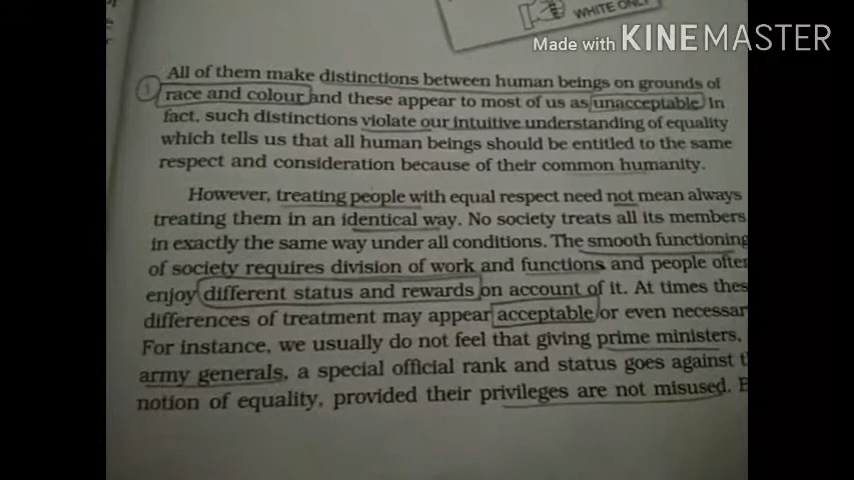 WHITE ONLY
Made with KINEMASTER
All of them make distinctions between human beings on grounds of
1 race and colour and these appear to most of us as unacceptable. In
fact, such distinctions violate our intuitive understanding of equality
which tells us that all human beings should be entitled to the same
respect and consideration because of their common humanity.
However, treating people with equal respect need not mean always
treating them in an identical way. No society treats all its members
in exactly the same way under all conditions. The smooth functioning
of society requires division of work and functions and people often
enjoy different status and rewards on account of it. At times thes
differences of treatment may appear acceptable or even necessar
For instance, we usually do not feel that giving prime ministers,
army generals, a special official rank and status goes against t
notion of equality, provided their privileges are not misused. B